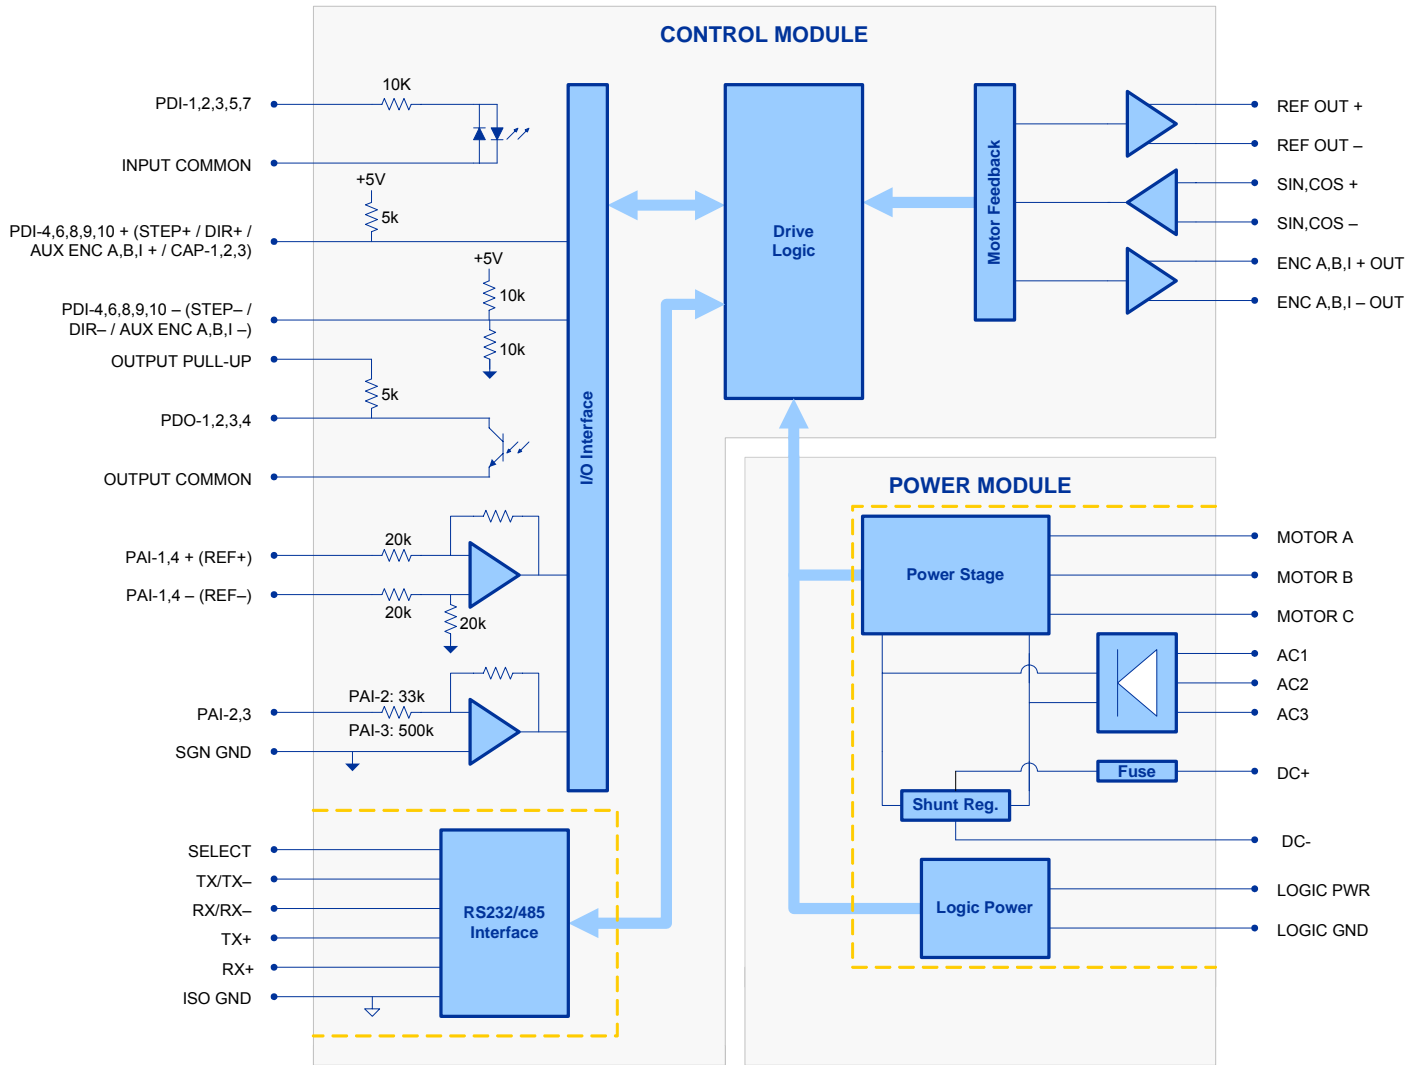 CONTROL MODULE
10K
PDI-1,2,3,5,7
INPUT COMMON
+5V
5k
PDI-4,6,8,9,10 + (STEP+ / DIR+ /
AUX ENC A,B,I + / CAP-1,2,3)
+5V
10k
PDI-4,6,8,9,10 – (STEP– /
DIR– / AUX ENC A,B,I –)
10k
OUTPUT PULL-UP
5k
PDO-1,2,3,4
OUTPUT COMMON
20k
PAI-1,4 + (REF+)
PAI-1,4 – (REF–)
20k
20k
PAI-2: 33k
PAI-2,3
PAI-3: 500k
SGN GND
I/O Interface
SELECT
TX/TX–
RX/RX–
TX+
RX+
ISO GND
RS232/485
Interface
Drive
Logic
Motor Feedback
REF OUT +
REF OUT –
SIN,COS +
SIN,COS –
ENC A,B,I + OUT
ENC A,B,I – OUT
POWER MODULE
Power Stage
MOTOR A
MOTOR B
MOTOR C
AC1
AC2
AC3
Fuse
DC+
Shunt Reg.
DC-
Logic Power
LOGIC PWR
LOGIC GND